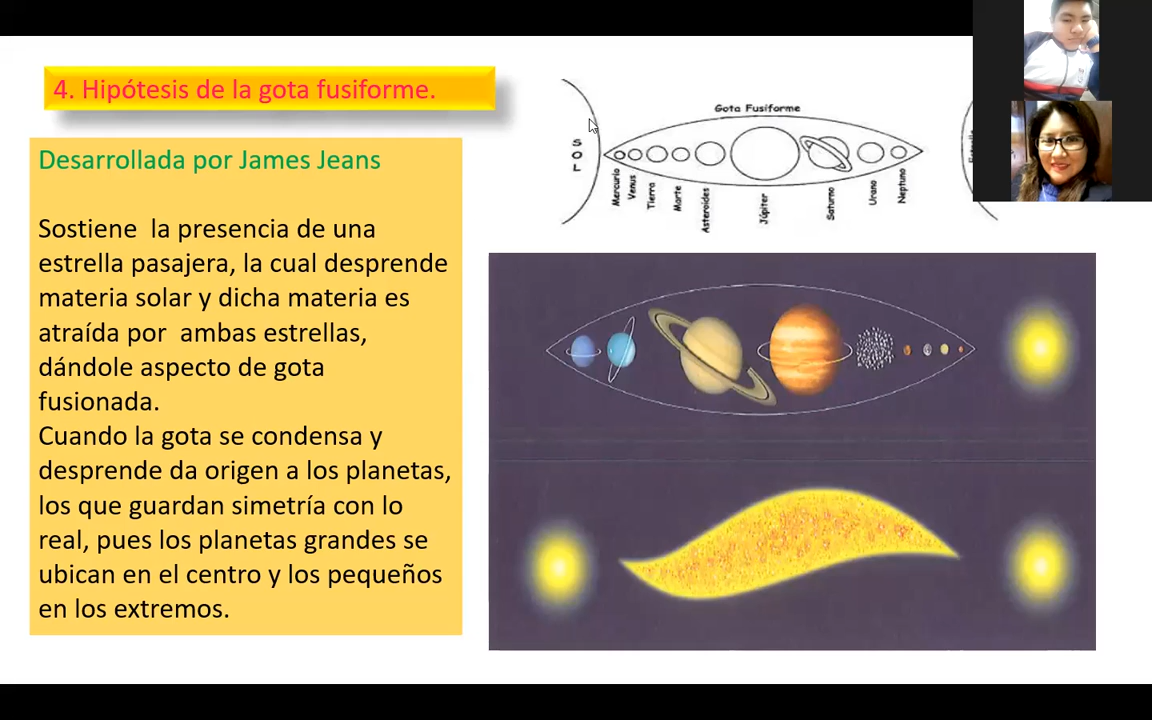 4. Hipótesis de la gota fusiforme.
Desarrollada por James Jeans
Sostiene la presencia de una
estrella pasajera, la cual desprende
materia solar y dicha materia es
atraída por ambas estrellas,
dándole aspecto de gota
fusionada.
Cuando la gota se condensa y
desprende da origen a los planetas,
los que guardan simetría con lo
real, pues los planetas grandes se
ubican en el centro y los pequeños
en los extremos.
Gota Fusiforme
SOL
Mercurio
Venus
Tierra
Marte
Asteroides
Júpiter
Saturno
Urano
Neptuno